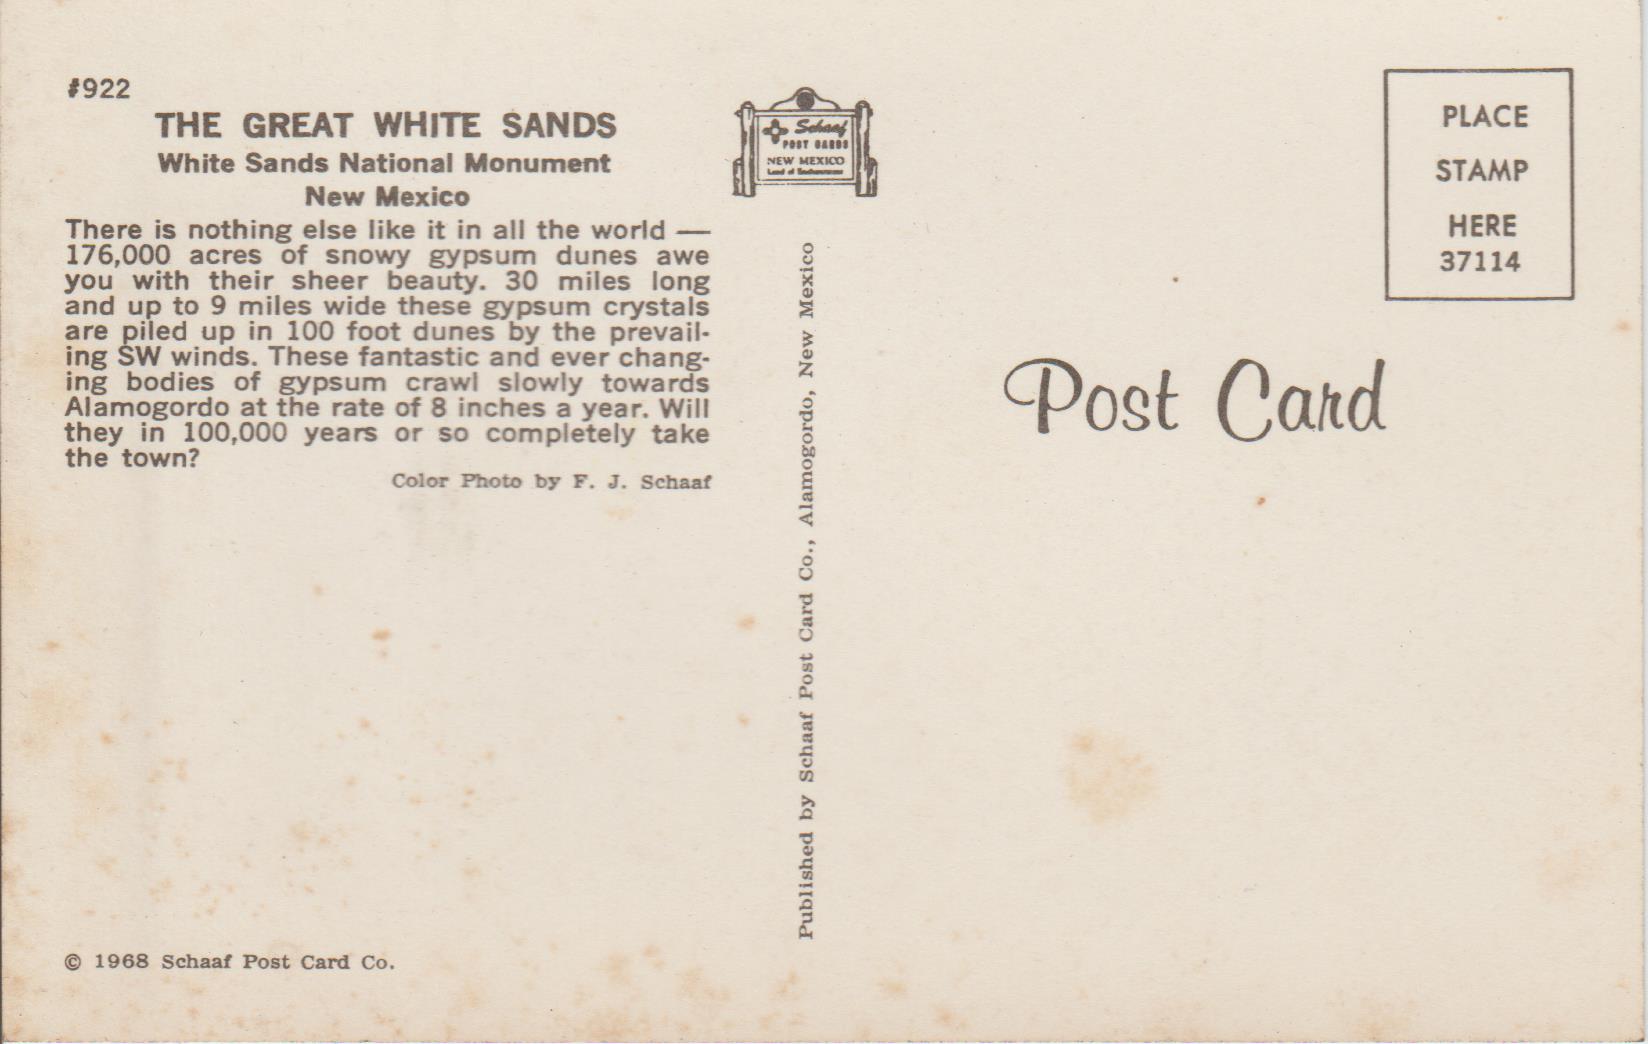 #922
THE GREAT WHITE SANDS
White Sands National Monument
New Mexico
There is nothing else like it in all the world —
176,000 acres of snowy gypsum dunes awe
you with their sheer beauty. 30 miles long
and up to 9 miles wide these gypsum crystals
are piled up in 100 foot dunes by the prevail-
ing SW winds. These fantastic and ever chang-
ing bodies of gypsum crawl slowly towards
Alamogordo at the rate of 8 inches a year. Will
they in 100,000 years or so completely take
the town?
Color Photo by F. J. Schaaf
© 1968 Schaaf Post Card Co.
Schaaf
POST CARDS
NEW MEXICO
Land of Enchantment
Published by Schaaf Post Card Co., Alamogordo, New Mexico
PLACE
STAMP
HERE
37114
Post Card